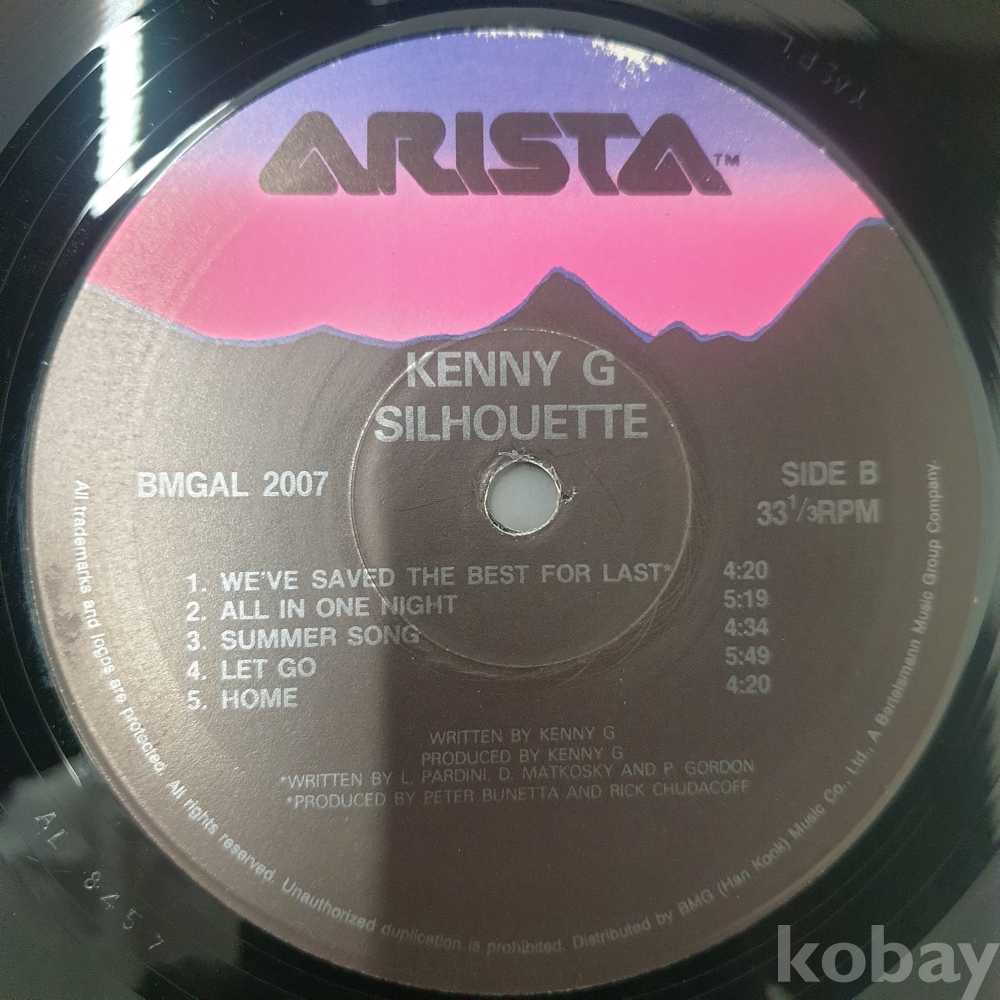 ARISTA™
KENNY G
SILHOUETTE
BMGAL 2007
SIDE B
33 1/3RPM
1. WE'VE SAVED THE BEST FOR LAST* 4:20
2. ALL IN ONE NIGHT 5:19
3. SUMMER SONG 4:34
4. LET GO 5:49
5. HOME 4:20
WRITTEN BY KENNY G
PRODUCED BY KENNY G
*WRITTEN BY L. PARDINI, D. MATKOSKY AND P. GORDON
*PRODUCED BY PETER BUNETTA AND RICK CHUDACOFF
All trademarks and logos are protected. All rights reserved. Unauthorized duplication is prohibited. Distributed by BMG (Han Kook) Music Co., Ltd., A Bertelsmann Music Group Company.
AL 8457
kobay